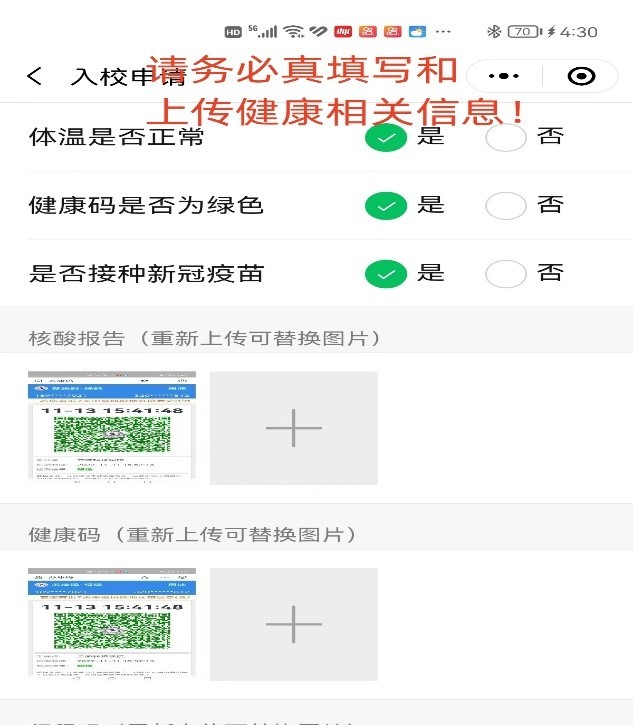 HD 5G 70 4:30
入校申请
请务必真填写和
上传健康相关信息!
体温是否正常 是 否
健康码是否为绿色 是 否
是否接种新冠疫苗 是 否
核酸报告（重新上传可替换图片）
11-13 15:41:48
健康码（重新上传可替换图片）
11-13 15:41:48